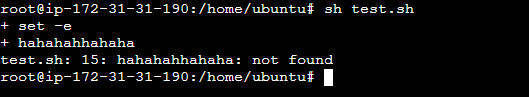 root@ip-172-31-31-190:/home/ubuntu# sh test.sh
+ set -e
+ hahahahhahaha
test.sh: 15: hahahahhahaha: not found
root@ip-172-31-31-190:/home/ubuntu#